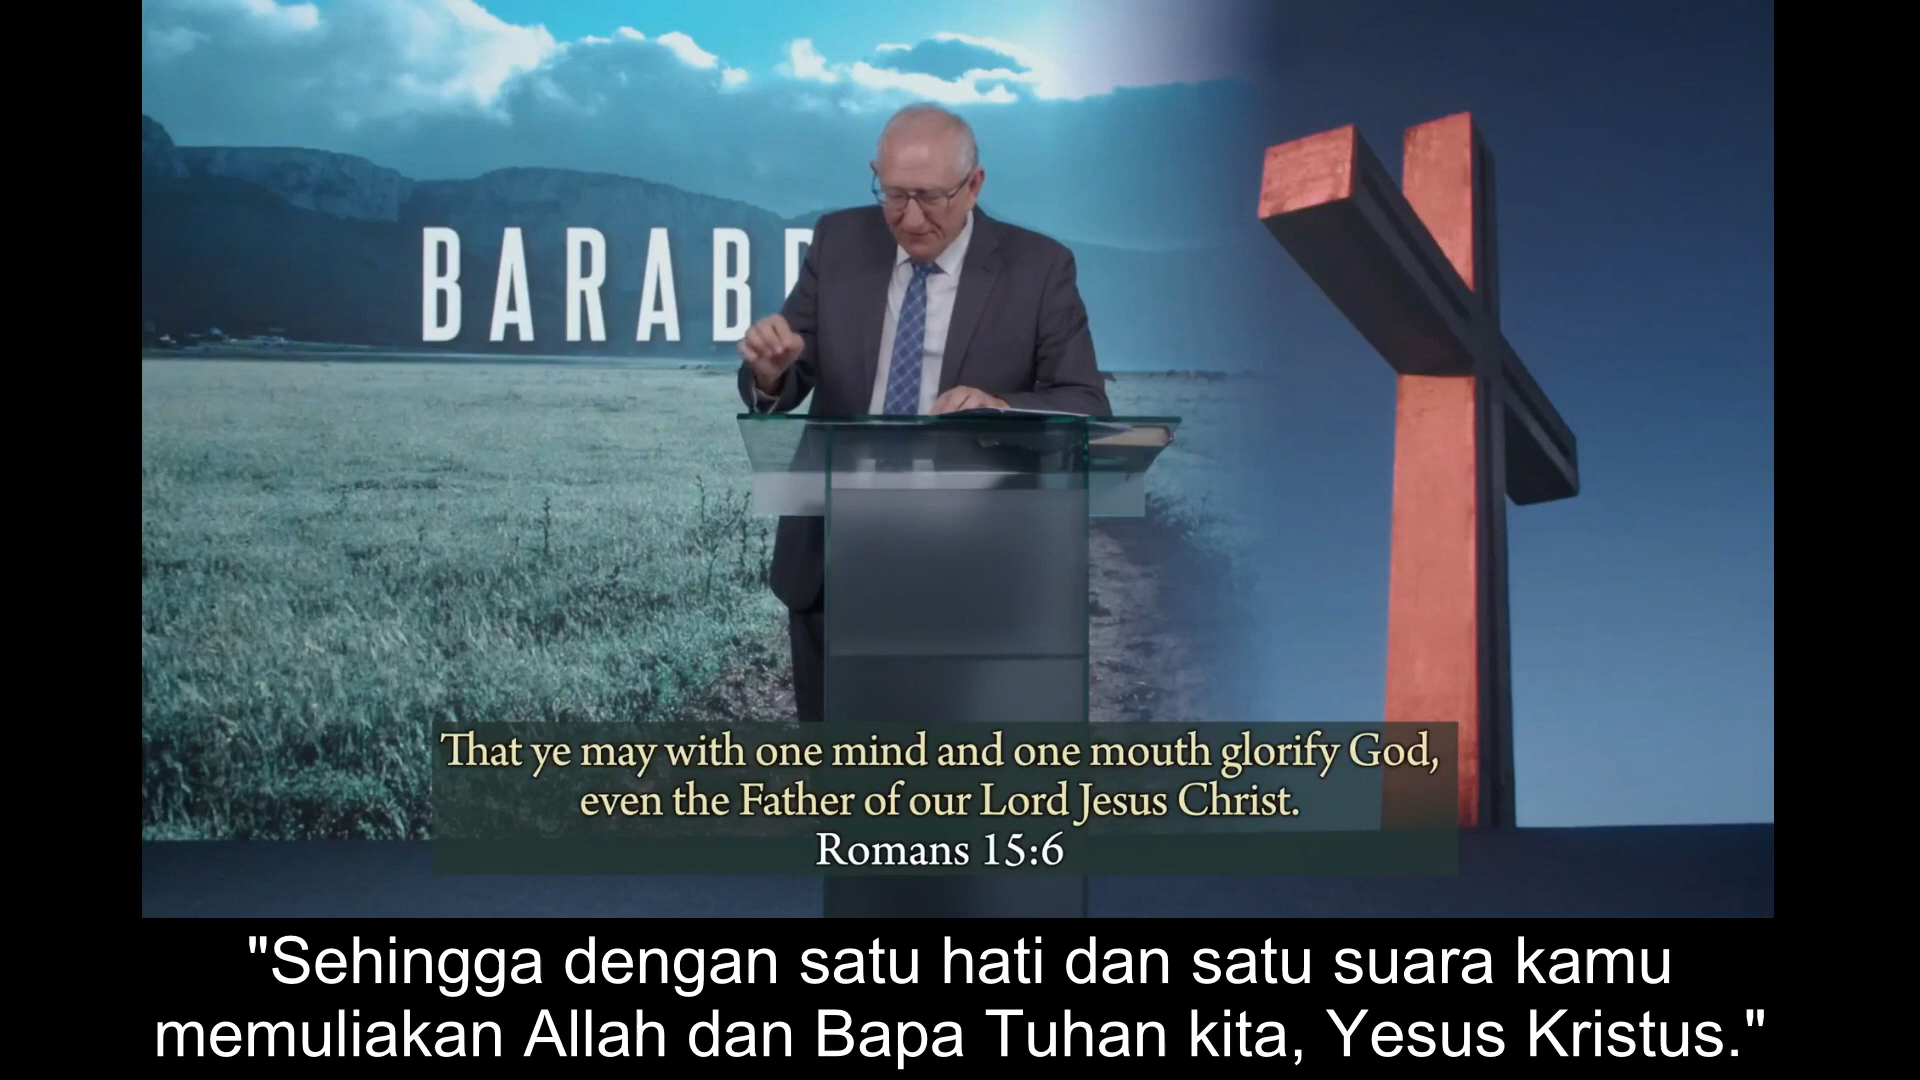 BARAB
That ye may with one mind and one mouth glorify God,
even the Father of our Lord Jesus Christ.
Romans 15:6
"Sehingga dengan satu hati dan satu suara kamu
memuliakan Allah dan Bapa Tuhan kita, Yesus Kristus."